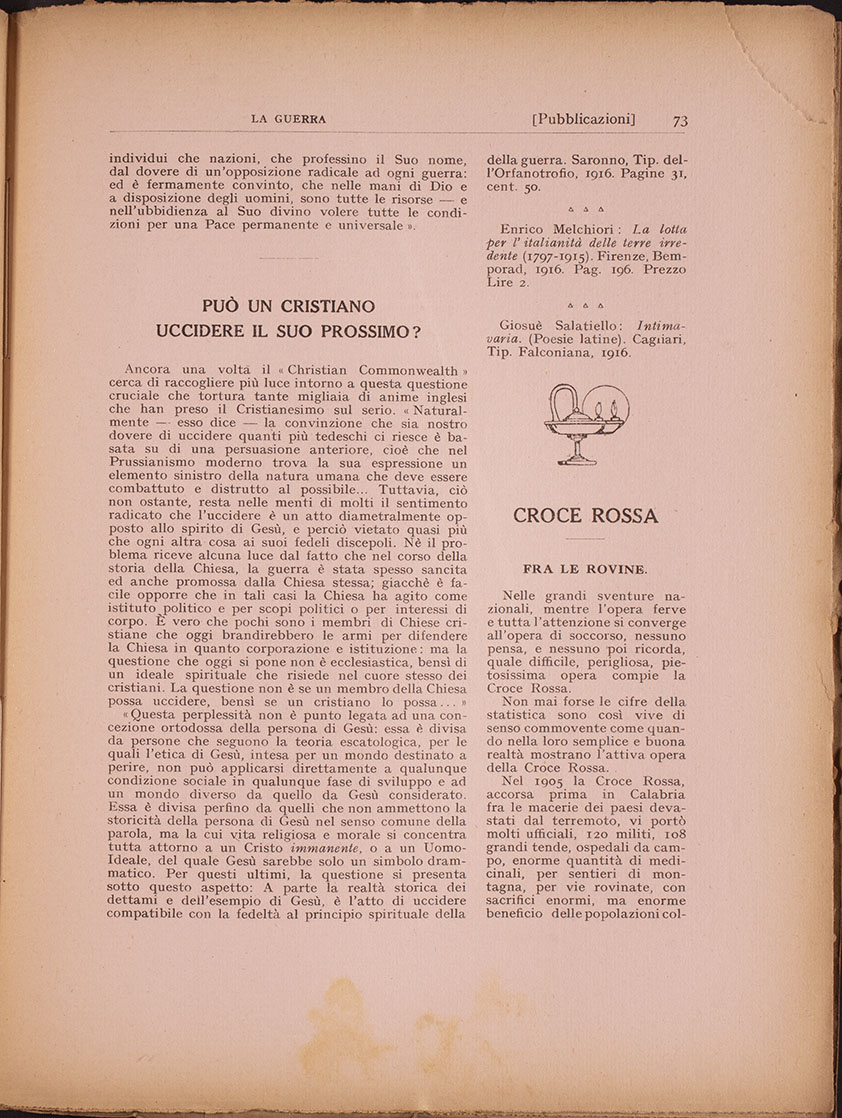 LA GUERRA [Pubblicazioni] 73
individui che nazioni, che professino il Suo nome,
dal dovere di un'opposizione radicale ad ogni guerra:
ed è fermamente convinto, che nelle mani di Dio e
a disposizione degli uomini, sono tutte le risorse — e
nell'ubbidienza al Suo divino volere tutte le condi-
zioni per una Pace permanente e universale ».
PUÒ UN CRISTIANO
UCCIDERE IL SUO PROSSIMO?
Ancora una volta il « Christian Commonwealth »
cerca di raccogliere più luce intorno a questa questione
cruciale che tortura tante migliaia di anime inglesi
che han preso il Cristianesimo sul serio. « Natural-
mente — esso dice — la convinzione che sia nostro
dovere di uccidere quanti più tedeschi ci riesce è ba-
sata su di una persuasione anteriore, cioè che nel
Prussianismo moderno trova la sua espressione un
elemento sinistro della natura umana che deve essere
combattuto e distrutto al possibile... Tuttavia, ciò
non ostante, resta nelle menti di molti il sentimento
radicato che l'uccidere è un atto diametralmente op-
posto allo spirito di Gesù, e perciò vietato quasi più
che ogni altra cosa ai suoi fedeli discepoli. Nè il pro-
blema riceve alcuna luce dal fatto che nel corso della
storia della Chiesa, la guerra è stata spesso sancita
ed anche promossa dalla Chiesa stessa; giacchè è fa-
cile opporre che in tali casi la Chiesa ha agito come
istituto politico e per scopi politici o per interessi di
corpo. È vero che pochi sono i membri di Chiese cri-
stiane che oggi brandirebbero le armi per difendere
la Chiesa in quanto corporazione e istituzione: ma la
questione che oggi si pone non è ecclesiastica, bensì di
un ideale spirituale che risiede nel cuore stesso dei
cristiani. La questione non è se un membro della Chiesa
possa uccidere, bensì se un cristiano lo possa... »
« Questa perplessità non è punto legata ad una con-
cezione ortodossa della persona di Gesù: essa è divisa
da persone che seguono la teoria escatologica, per le
quali l'etica di Gesù, intesa per un mondo destinato a
perire, non può applicarsi direttamente a qualunque
condizione sociale in qualunque fase di sviluppo e ad
un mondo diverso da quello da Gesù considerato.
Essa è divisa perfino da quelli che non ammettono la
storicità della persona di Gesù nel senso comune della
parola, ma la cui vita religiosa e morale si concentra
tutta attorno a un Cristo immanente, o a un Uomo-
Ideale, del quale Gesù sarebbe solo un simbolo dram-
matico. Per questi ultimi, la questione si presenta
sotto questo aspetto: A parte la realtà storica dei
dettami e dell'esempio di Gesù, è l'atto di uccidere
compatibile con la fedeltà al principio spirituale della
della guerra. Saronno, Tip. del-
l'Orfanotrofio, 1916. Pagine 31,
cent. 50.
Enrico Melchiori: La lotta
per l'italianità delle terre irre-
dente (1797-1915). Firenze, Bem-
porad, 1916. Pag. 196. Prezzo
Lire 2.
Giosuè Salatiello: Intima-
varia. (Poesie latine). Cagliari,
Tip. Falconiana, 1916.
CROCE ROSSA
FRA LE ROVINE.
Nelle grandi sventure na-
zionali, mentre l'opera ferve
e tutta l'attenzione si converge
all'opera di soccorso, nessuno
pensa, e nessuno poi ricorda,
quale difficile, perigliosa, pie-
tosissima opera compie la
Croce Rossa.
Non mai forse le cifre della
statistica sono così vive di
senso commovente come quan-
do nella loro semplice e buona
realtà mostrano l'attiva opera
della Croce Rossa.
Nel 1905 la Croce Rossa,
accorsa prima in Calabria
fra le macerie dei paesi deva-
stati dal terremoto, vi portò
molti ufficiali, 120 militi, 108
grandi tende, ospedali da cam-
po, enorme quantità di medi-
cinali, per sentieri di mon-
tagna, per vie rovinate, con
sacrifici enormi, ma enorme
beneficio delle popolazioni col-